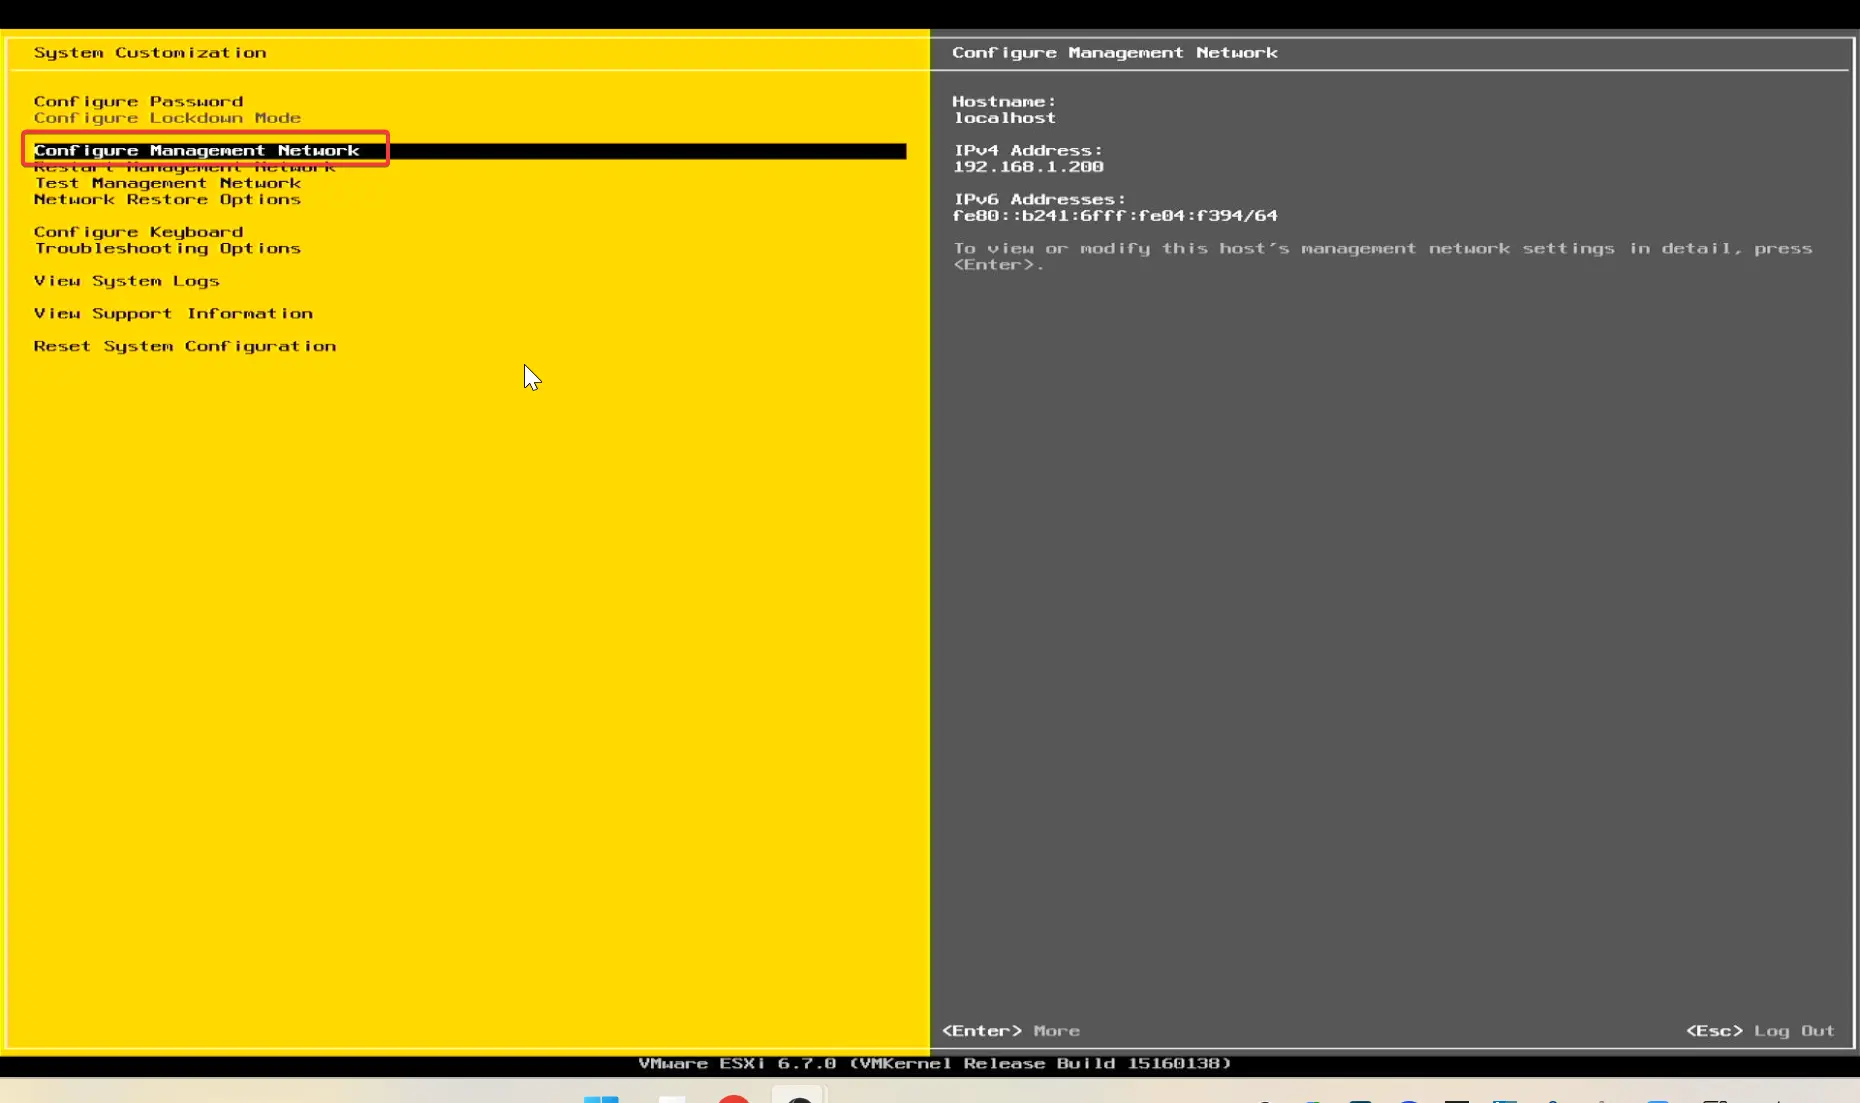 System Customization
Configure Password
Configure Lockdown Mode
Configure Management Network
Restart Management Network
Test Management Network
Network Restore Options
Configure Keyboard
Troubleshooting Options
View System Logs
View Support Information
Reset System Configuration
Configure Management Network
Hostname:
localhost
IPv4 Address:
192.168.1.200
IPv6 Addresses:
fe80::b241:6fff:fe04:f394/64
To view or modify this host's management network settings in detail, press
<Enter>.
<Enter> More
<Esc> Log Out
VMware ESXi 6.7.0 (VMKernel Release Build 15160138)